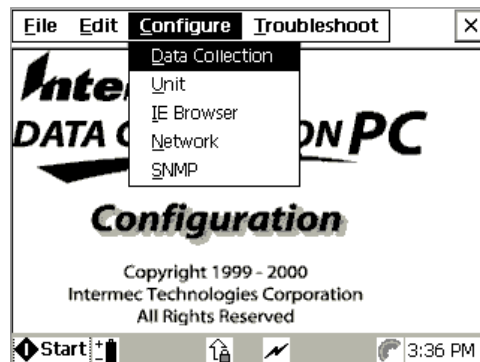 File Edit Configure Troubleshoot
Data Collection
Unit
IE Browser
Network
SNMP
DATA PC
Configuration
Copyright 1999 - 2000
Intermec Technologies Corporation
All Rights Reserved
Start 3:36 PM